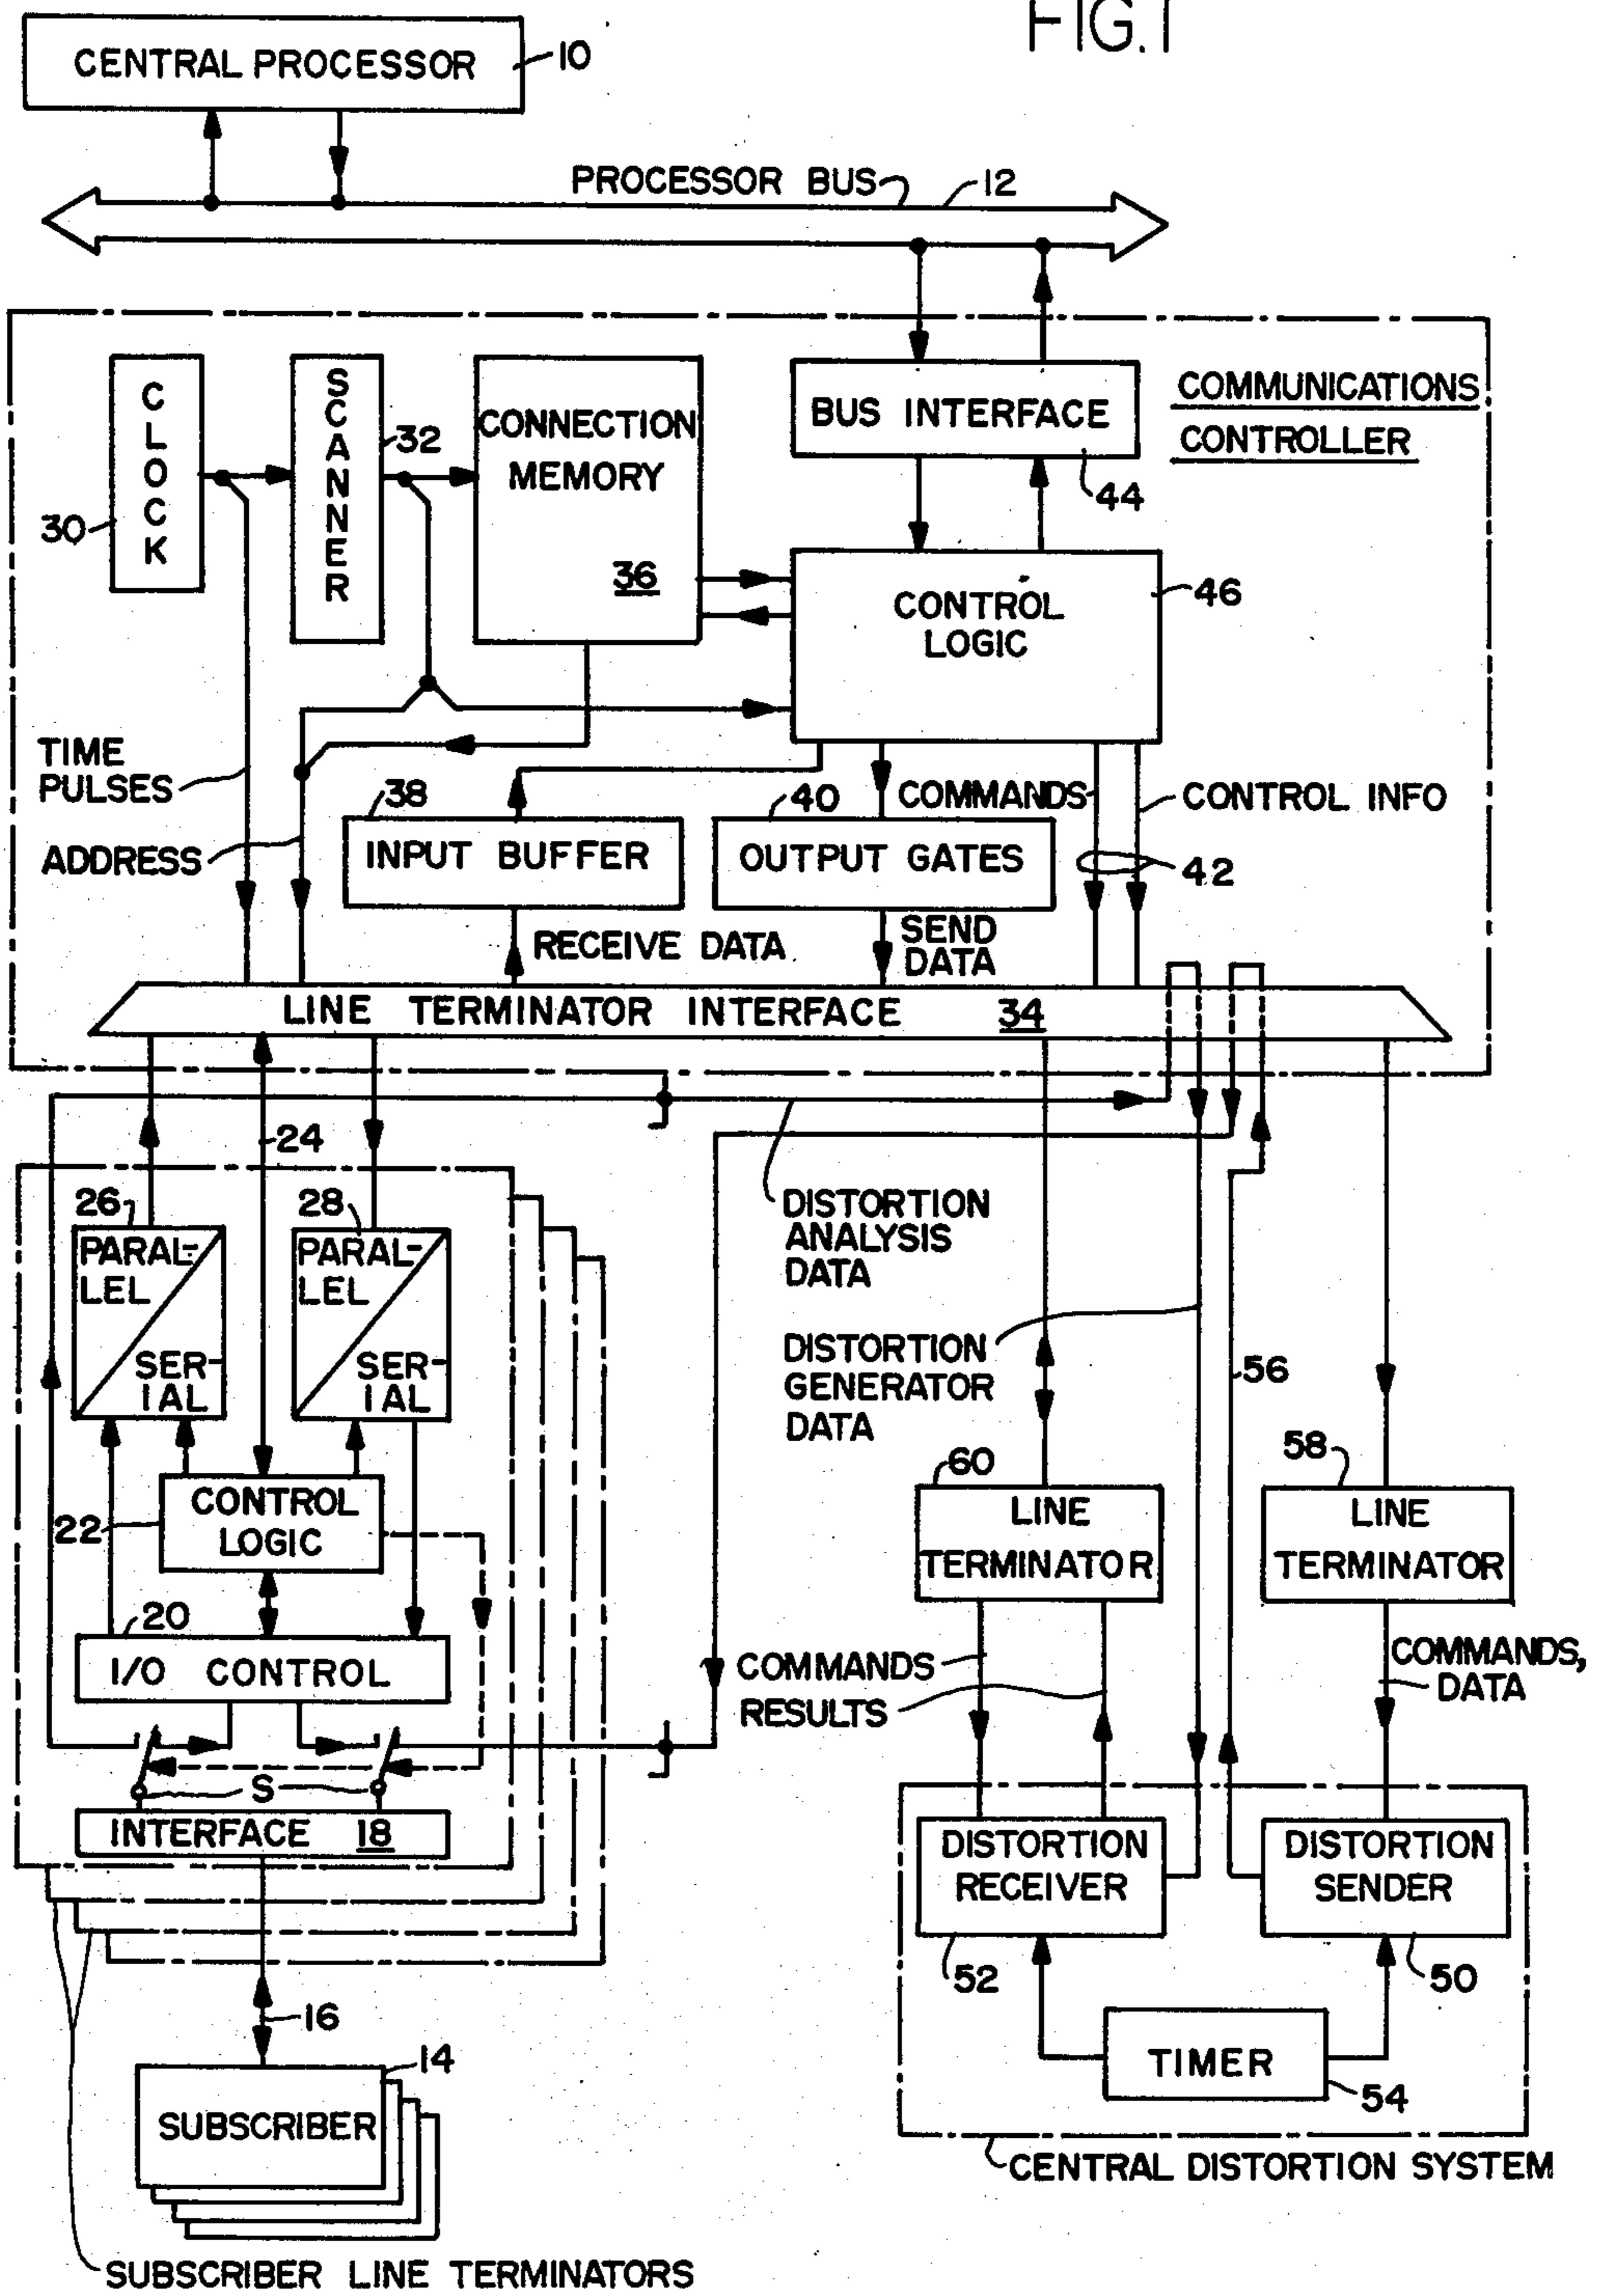 FIG.1
CENTRAL PROCESSOR
10
PROCESSOR BUS
12
CLOCK
30
SCANNER
32
CONNECTION
MEMORY
36
BUS INTERFACE
44
COMMUNICATIONS
CONTROLLER
CONTROL
LOGIC
46
TIME
PULSES
ADDRESS
38
INPUT BUFFER
40
OUTPUT GATES
COMMANDS
CONTROL INFO
42
RECEIVE DATA
SEND
DATA
LINE TERMINATOR INTERFACE 34
24
26
PARAL-
LEL
SER-
IAL
28
PARAL-
LEL
SER-
IAL
DISTORTION
ANALYSIS
DATA
DISTORTION
GENERATOR
DATA
56
22
CONTROL
LOGIC
20
I/O CONTROL
S
INTERFACE 18
60
LINE
TERMINATOR
58
LINE
TERMINATOR
COMMANDS
RESULTS
COMMANDS,
DATA
DISTORTION
RECEIVER
52
DISTORTION
SENDER
50
TIMER
54
CENTRAL DISTORTION SYSTEM
16
14
SUBSCRIBER
SUBSCRIBER LINE TERMINATORS